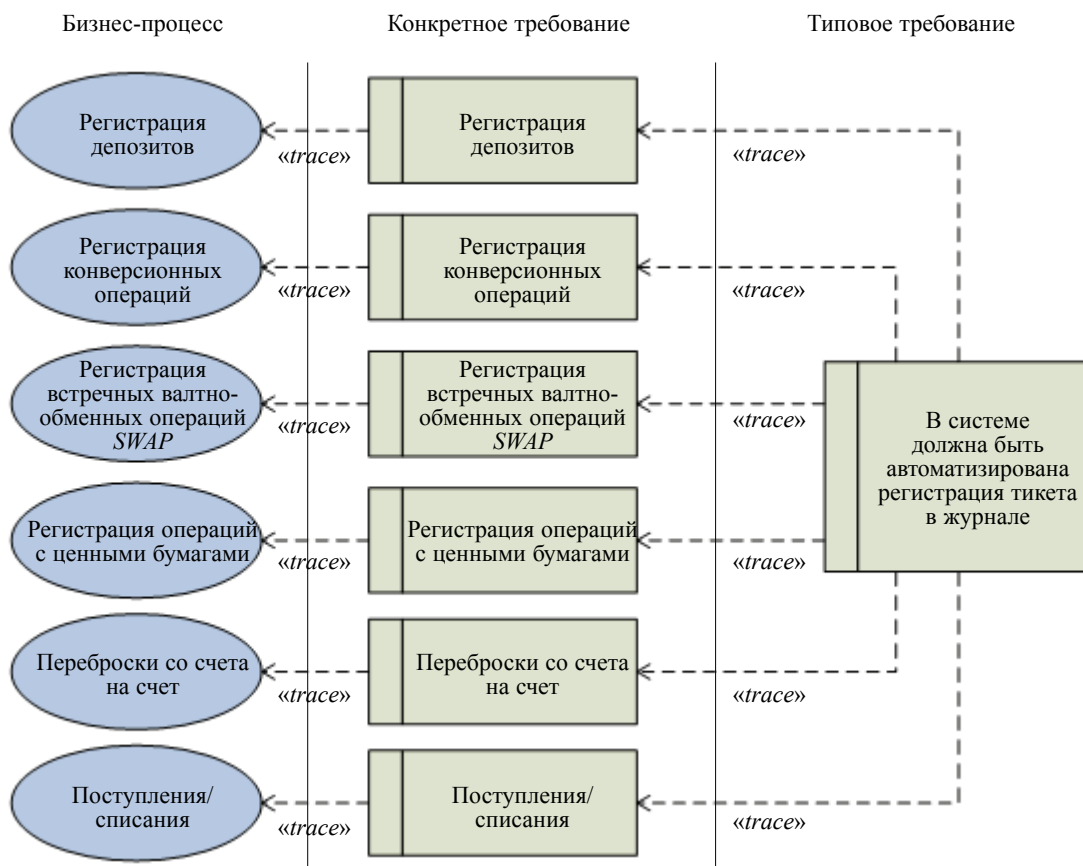 Бизнес-процесс
Конкретное требование
Типовое требование
Регистрация
депозитов
«trace»
Регистрация
депозитов
«trace»
Регистрация
конверсионных
операций
«trace»
Регистрация
конверсионных
операций
«trace»
Регистрация
встречных валтно-
обменных операций
SWAP
«trace»
Регистрация
встречных валтно-
обменных операций
SWAP
«trace»
В системе
должна быть
автоматизирована
регистрация тикета
в журнале
Регистрация операций
с ценными бумагами
«trace»
Регистрация операций
с ценными бумагами
«trace»
Переброски со счета
на счет
«trace»
Переброски со счета
на счет
«trace»
Поступления/
списания
«trace»
Поступления/
списания
«trace»